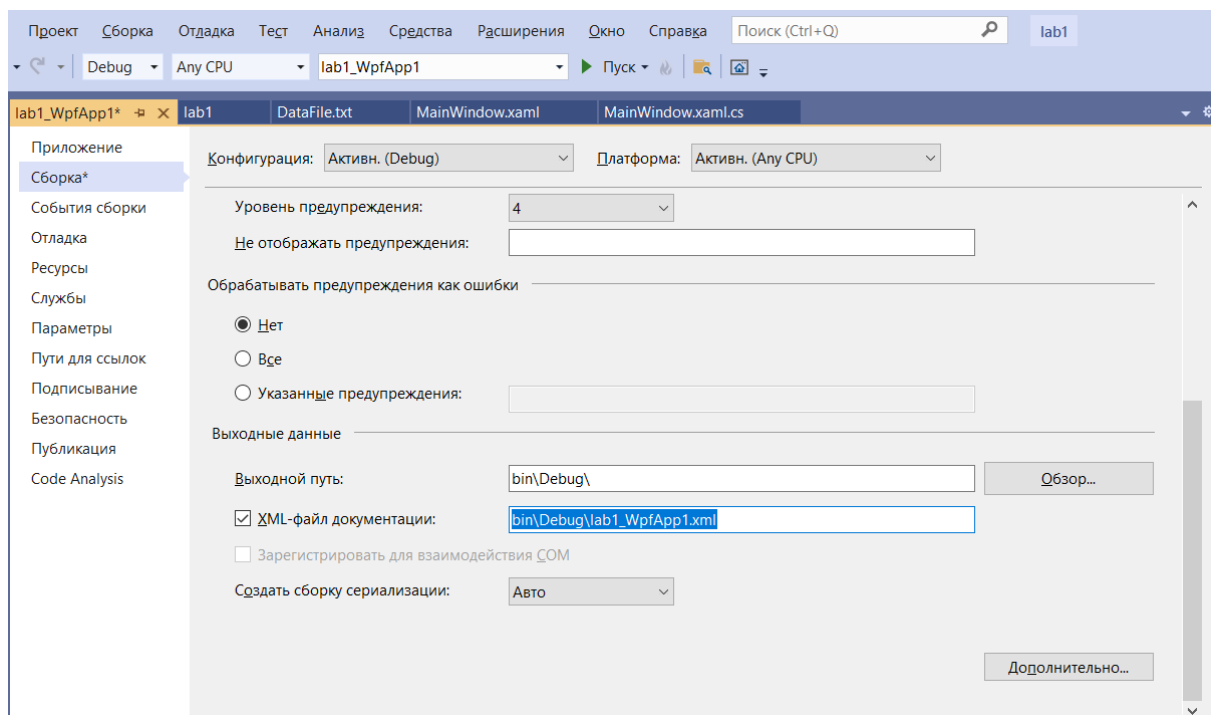 Проект Сборка Отладка Тест Анализ Средства Расширения Окно Справка Поиск (Ctrl+Q) lab1
Debug Any CPU lab1_WpfApp1 Пуск
lab1_WpfApp1* lab1 DataFile.txt MainWindow.xaml MainWindow.xaml.cs
Приложение
Сборка*
События сборки
Отладка
Ресурсы
Службы
Параметры
Пути для ссылок
Подписывание
Безопасность
Публикация
Code Analysis
Конфигурация: Активн. (Debug) Платформа: Активн. (Any CPU)
Уровень предупреждения: 4
Не отображать предупреждения:
Обрабатывать предупреждения как ошибки
Нет
Все
Указанные предупреждения:
Выходные данные
Выходной путь: bin\Debug\ Обзор...
XML-файл документации: bin\Debug\lab1_WpfApp1.xml
Зарегистрировать для взаимодействия COM
Создать сборку сериализации: Авто
Дополнительно...